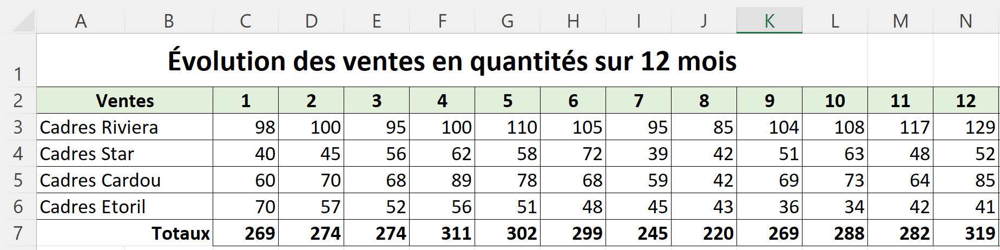 A B C D E F G H I J K L M N
1 Évolution des ventes en quantités sur 12 mois
2 Ventes 1 2 3 4 5 6 7 8 9 10 11 12
3 Cadres Riviera 98 100 95 100 110 105 95 85 104 108 117 129
4 Cadres Star 40 45 56 62 58 72 39 42 51 63 48 52
5 Cadres Cardou 60 70 68 89 78 68 59 42 69 73 64 85
6 Cadres Etoril 70 57 52 56 51 48 45 43 36 34 42 41
7 Totaux 269 274 274 311 302 299 245 220 269 288 282 319